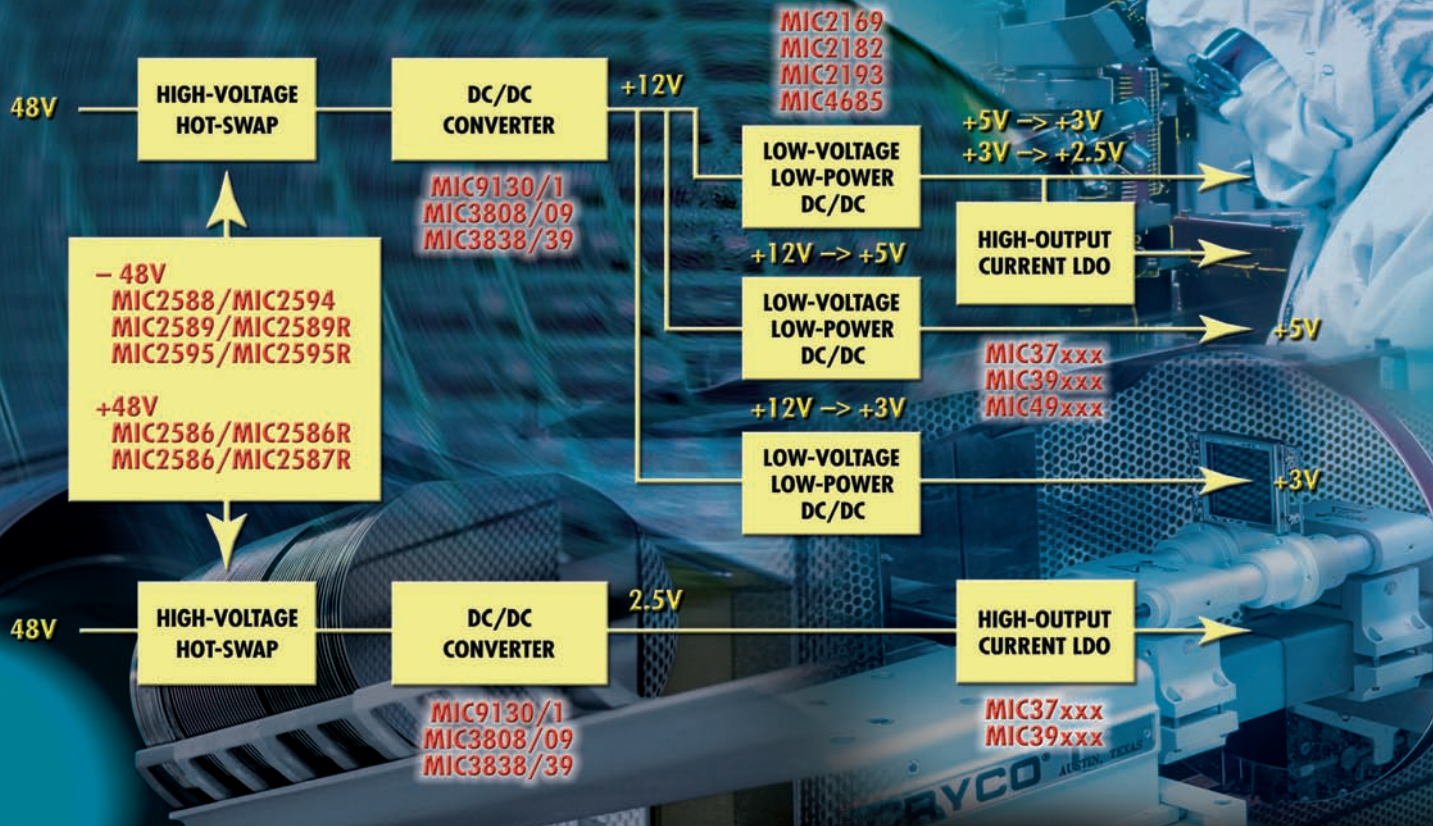 MIC2169
MIC2182
MIC2193
MIC4685
48V
HIGH-VOLTAGE
HOT-SWAP
DC/DC
CONVERTER
+12V
MIC9130/1
MIC3808/09
MIC3838/39
LOW-VOLTAGE
LOW-POWER
DC/DC
+5V –> +3V
+3V –> +2.5V
HIGH-OUTPUT
CURRENT LDO
– 48V
MIC2588/MIC2594
MIC2589/MIC2589R
MIC2595/MIC2595R
+48V
MIC2586/MIC2586R
MIC2586/MIC2587R
+12V –> +5V
LOW-VOLTAGE
LOW-POWER
DC/DC
+5V
MIC37xxx
MIC39xxx
MIC49xxx
+12V –> +3V
LOW-VOLTAGE
LOW-POWER
DC/DC
+3V
48V
HIGH-VOLTAGE
HOT-SWAP
DC/DC
CONVERTER
2.5V
HIGH-OUTPUT
CURRENT LDO
MIC9130/1
MIC3808/09
MIC3838/39
MIC37xxx
MIC39xxx
RYCO® AUSTIN, TEXAS